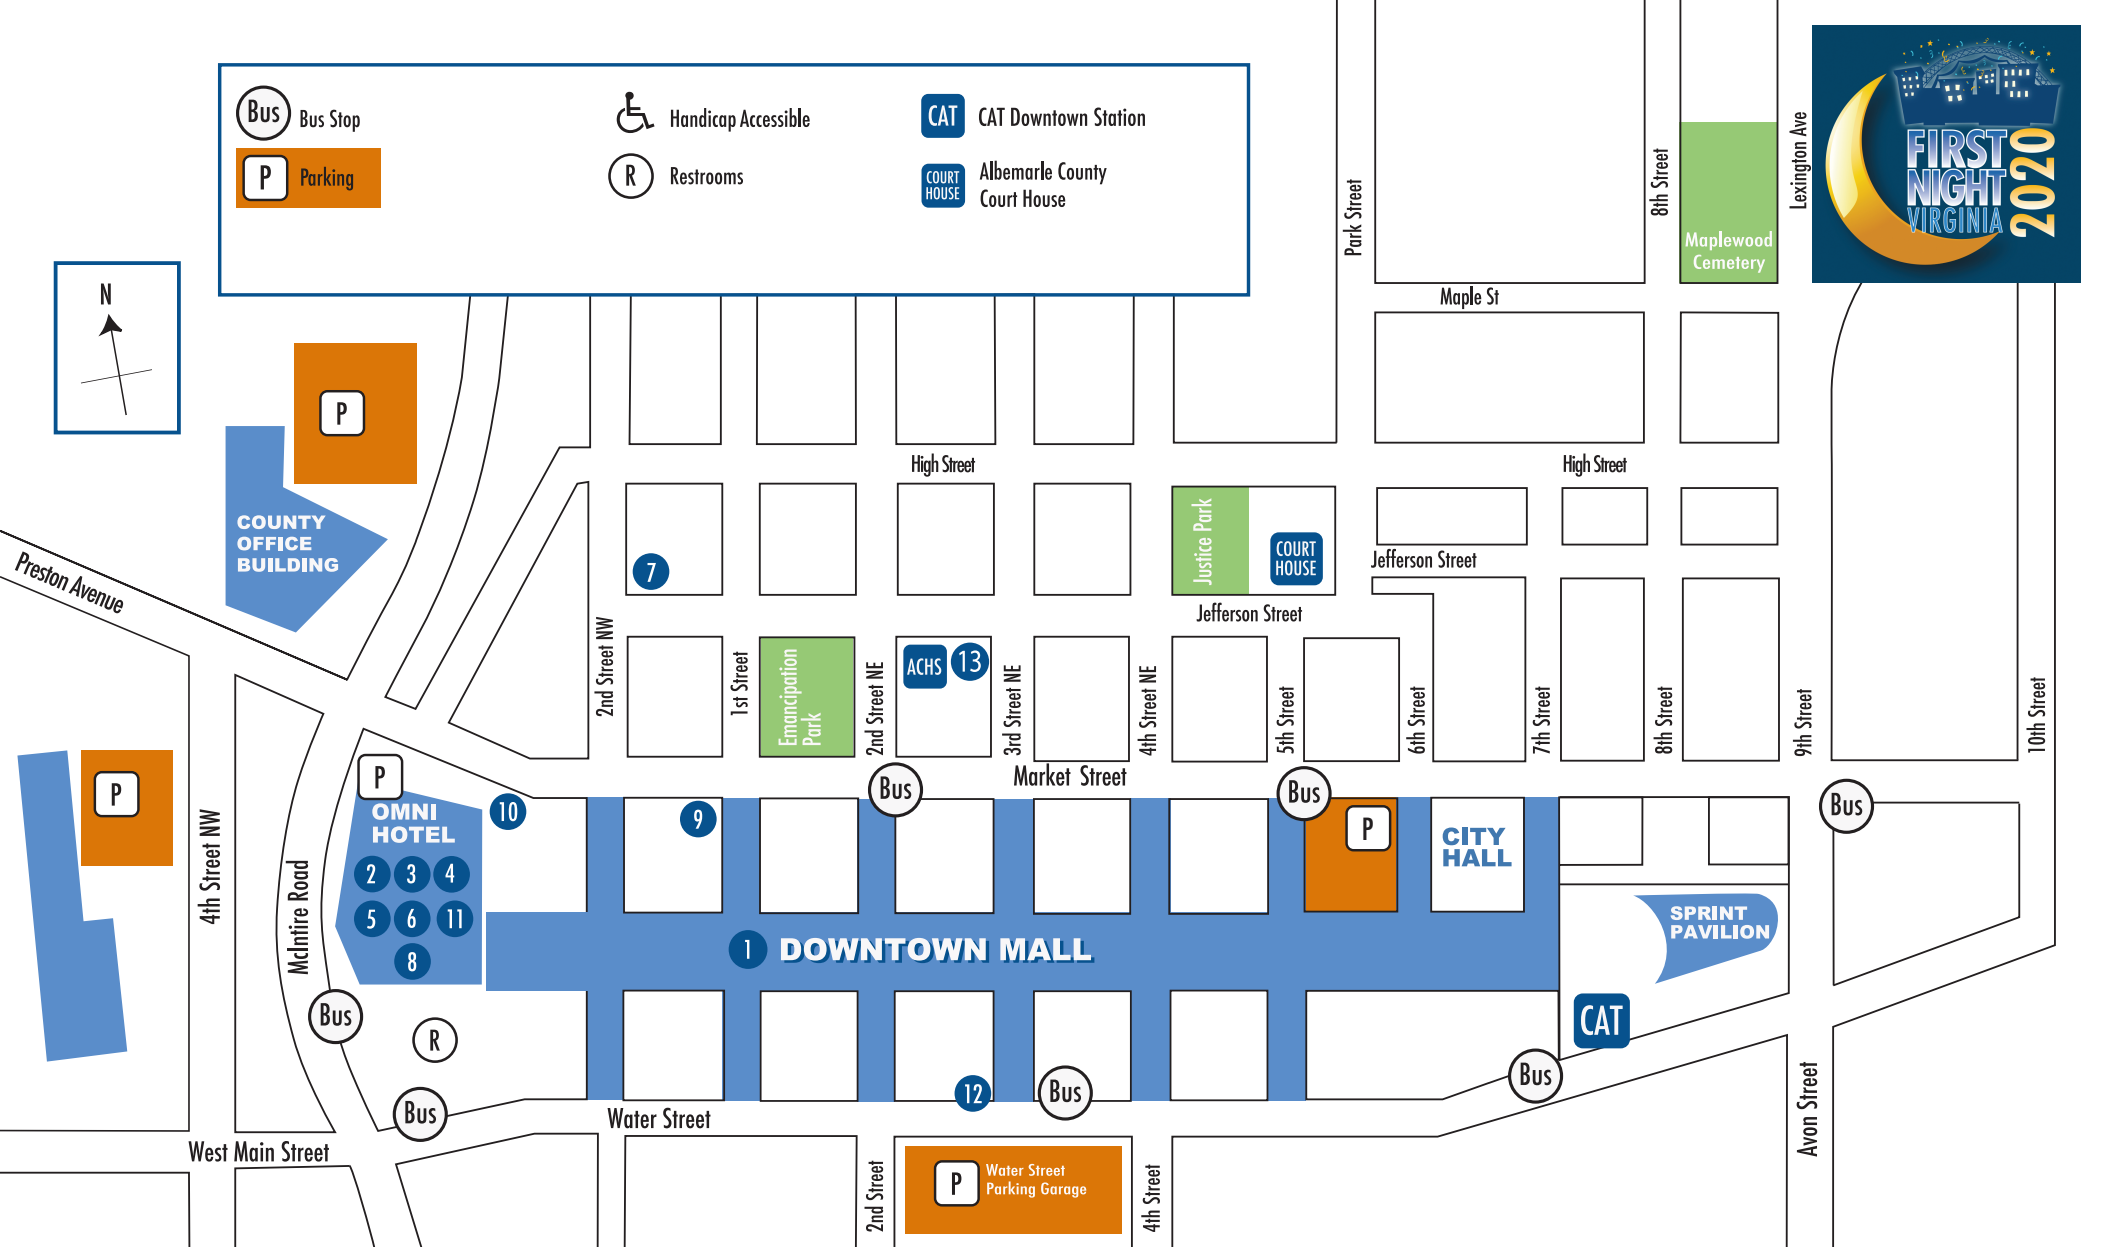 Bus
Bus Stop
P
Parking
Handicap Accessible
R
Restrooms
CAT
CAT Downtown Station
COURT
HOUSE
Albemarle County
Court House
FIRST
NIGHT
VIRGINIA
2020
N
Park Street
8th Street
Lexington Ave
Maplewood
Cemetery
Maple St
P
High Street
High Street
COUNTY
OFFICE
BUILDING
Preston Avenue
7
Justice Park
COURT
HOUSE
Jefferson Street
Jefferson Street
2nd Street NW
1st Street
Emancipation
Park
2nd Street NE
ACHS
13
3rd Street NE
4th Street NE
5th Street
6th Street
7th Street
8th Street
9th Street
10th Street
Market Street
P
P
OMNI
HOTEL
10
9
Bus
Bus
P
CITY
HALL
Bus
4th Street NW
McIntire Road
2
3
4
5
6
11
8
1
DOWNTOWN MALL
SPRINT
PAVILION
Bus
R
Bus
12
Bus
Bus
CAT
Water Street
West Main Street
2nd Street
P
Water Street
Parking Garage
4th Street
Avon Street